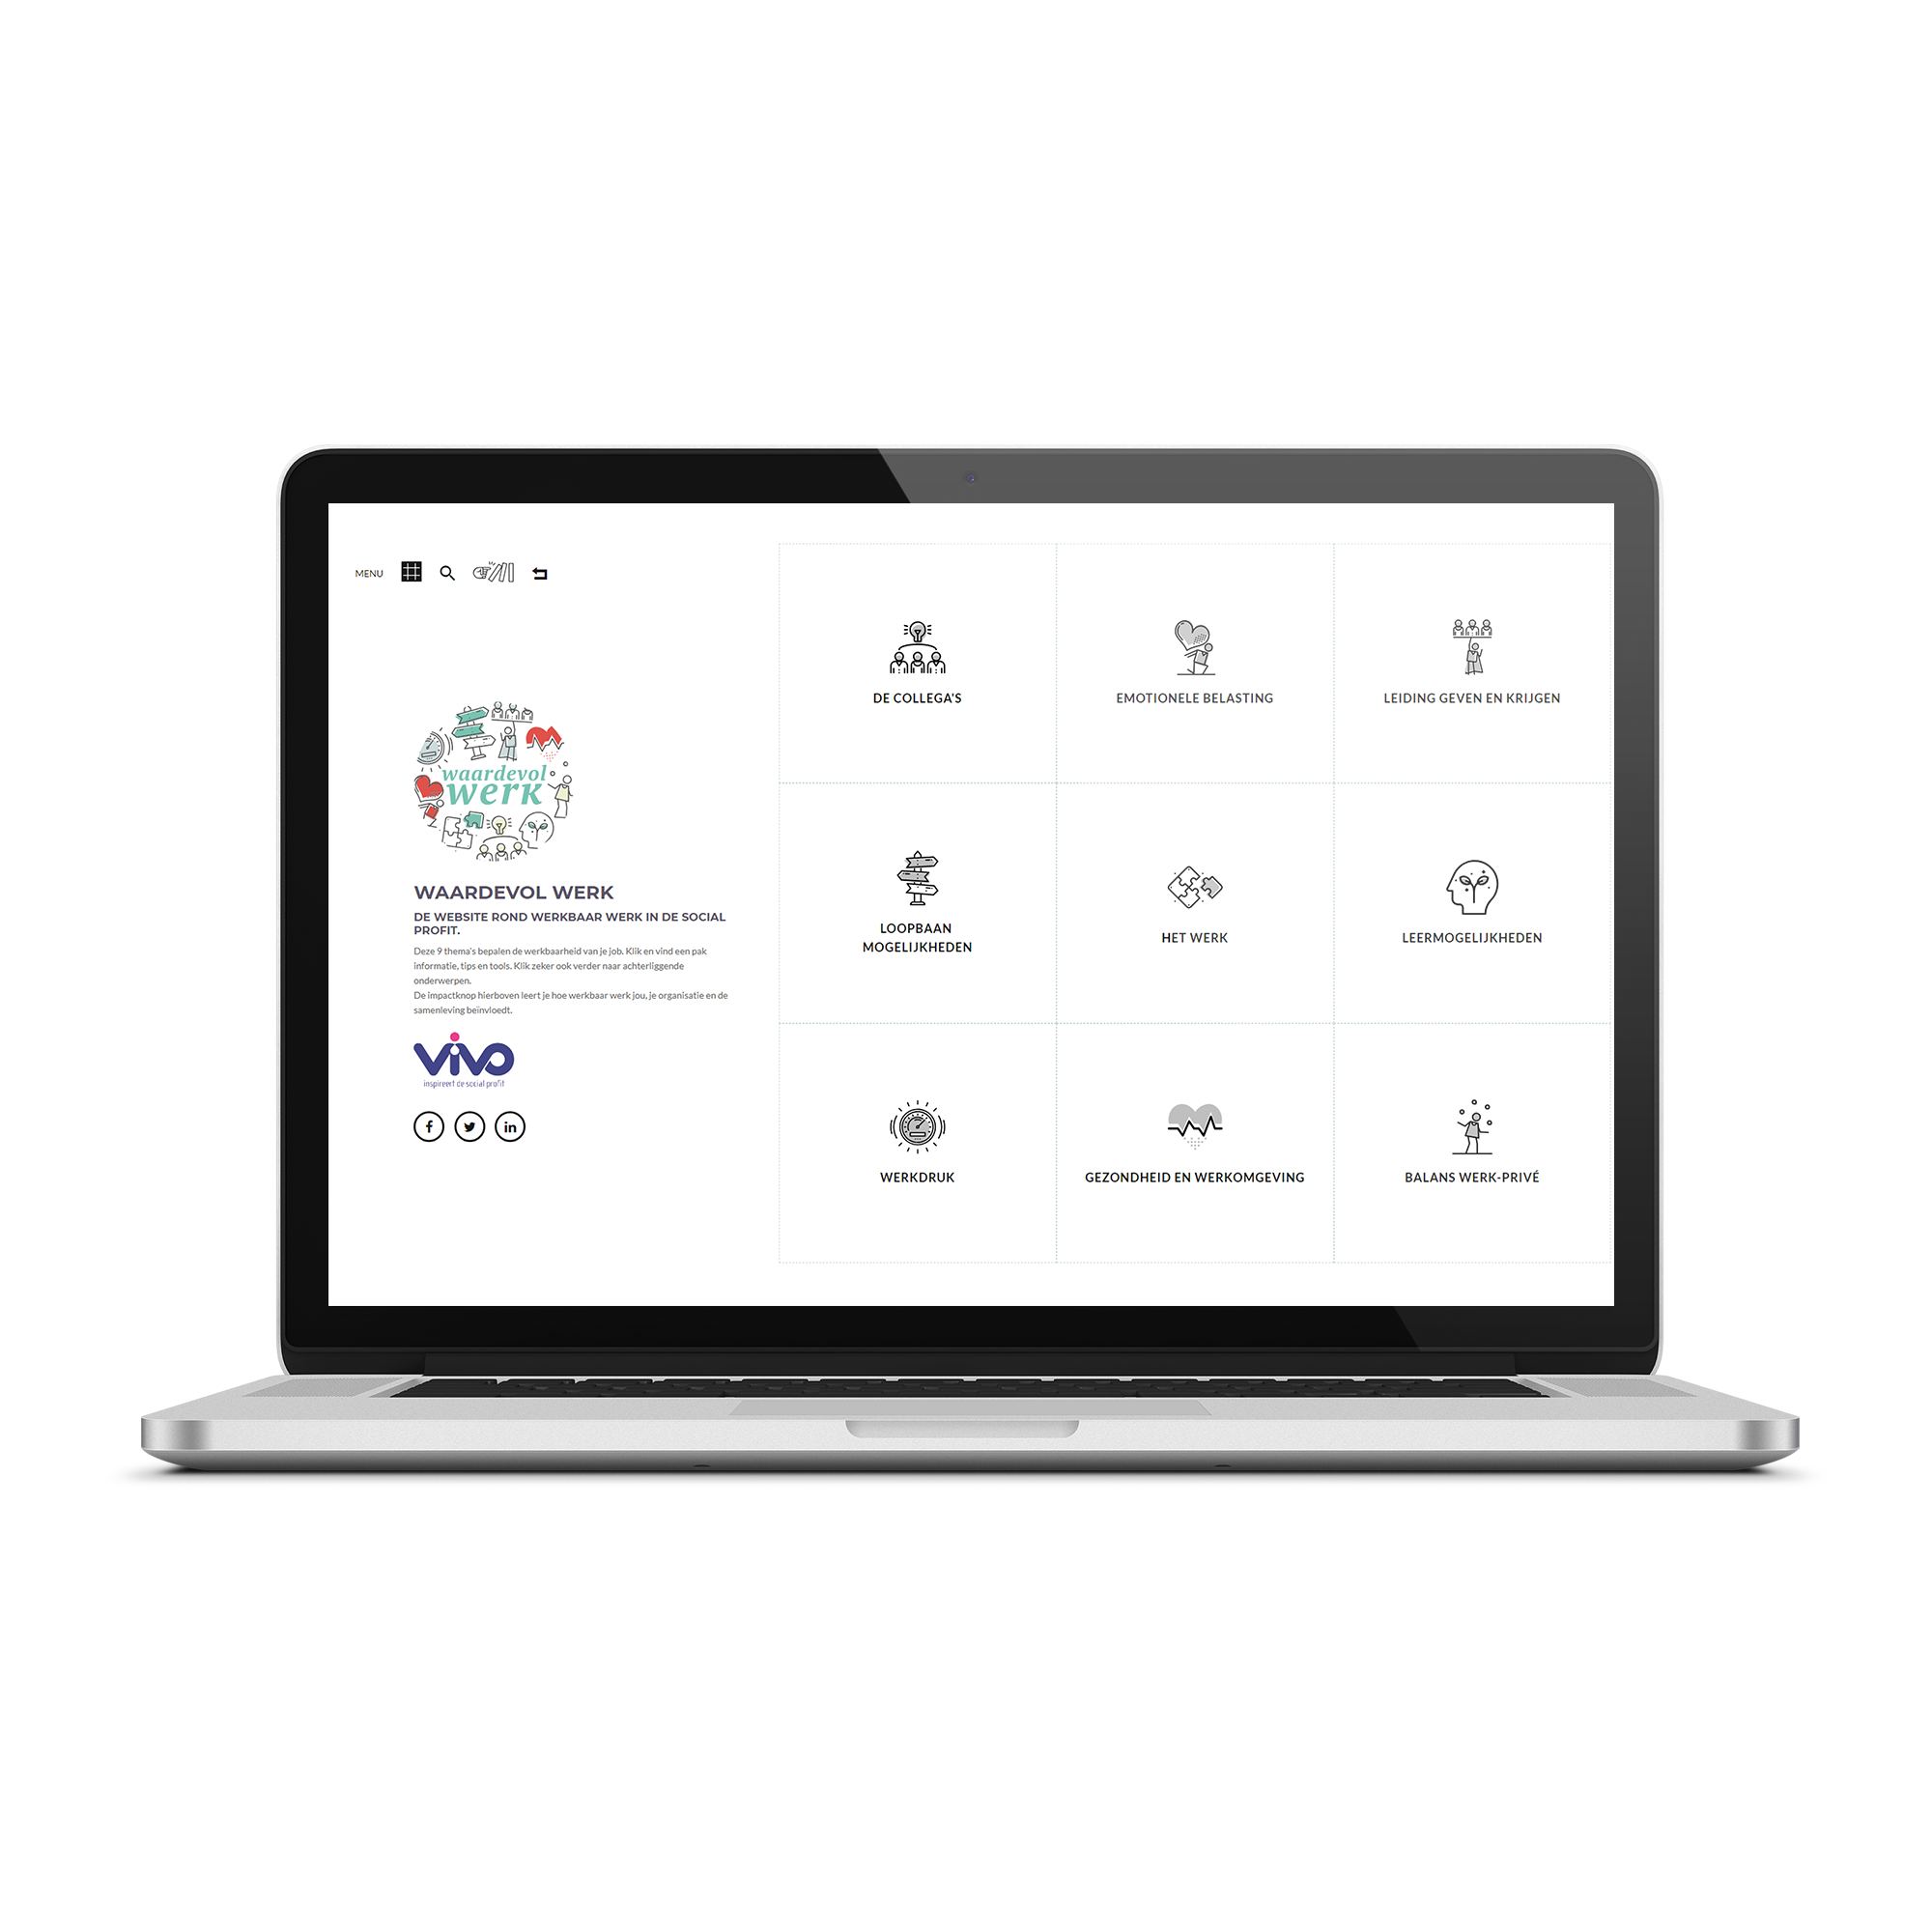 MENU
waardevol
werk
WAARDEVOL WERK
DE WEBSITE ROND WERKBAAR WERK IN DE SOCIAL
PROFIT.
Deze 9 thema's bepalen de werkbaarheid van je job. Klik en vind een pak
informatie, tips en tools. Klik zeker ook verder naar achterliggende
onderwerpen.
De impactknop hierboven leert je hoe werkbaar werk jou, je organisatie en de
samenleving beïnvloedt.
vivo
inspireert de social profit
DE COLLEGA'S
EMOTIONELE BELASTING
LEIDING GEVEN EN KRIJGEN
LOOPBAAN
MOGELIJKHEDEN
HET WERK
LEERMOGELIJKHEDEN
WERKDRUK
GEZONDHEID EN WERKOMGEVING
BALANS WERK-PRIVÉ